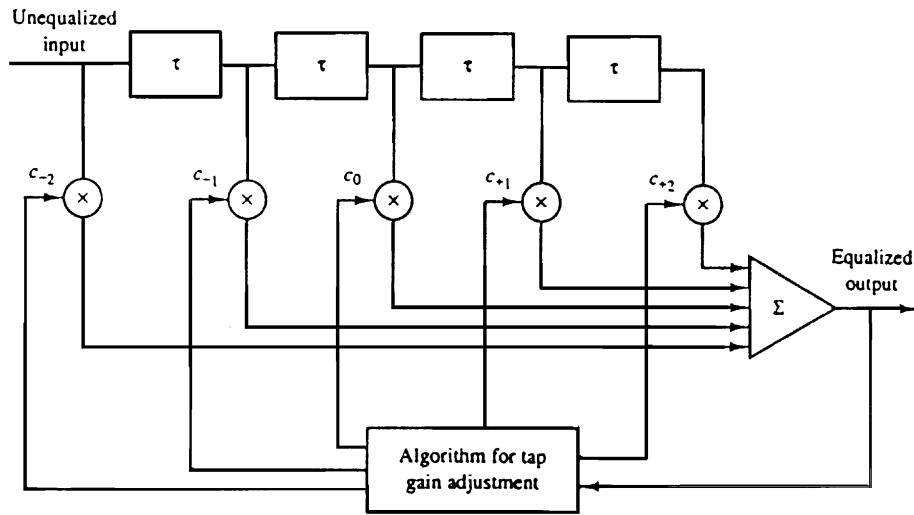 Unequalized
input
τ
τ
τ
τ
c₋₂
c₋₁
c₀
c₊₁
c₊₂
×
×
×
×
×
Equalized
output
Σ
Algorithm for tap
gain adjustment